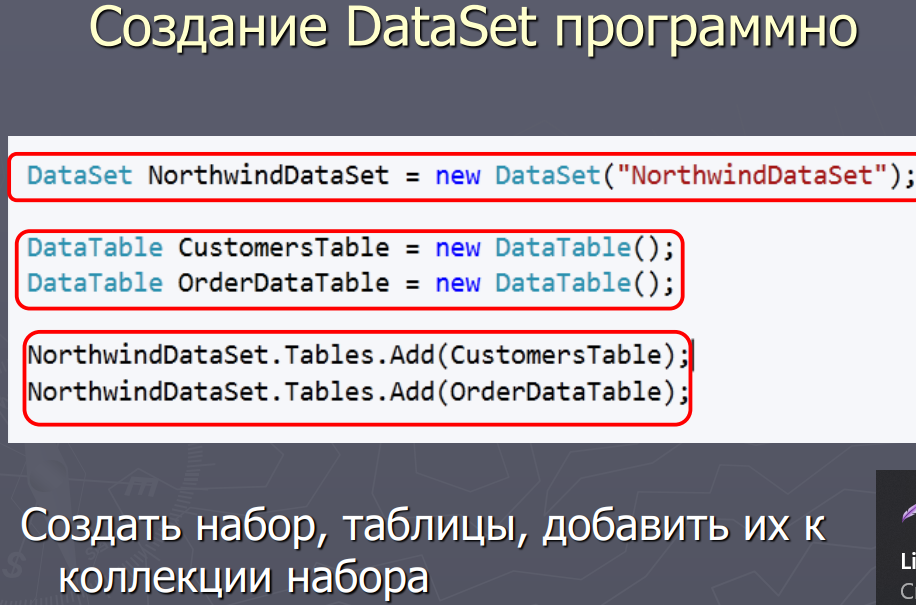 Создание DataSet программно
DataSet NorthwindDataSet = new DataSet("NorthwindDataSet");
DataTable CustomersTable = new DataTable();
DataTable OrderDataTable = new DataTable();
NorthwindDataSet.Tables.Add(CustomersTable);
NorthwindDataSet.Tables.Add(OrderDataTable);
Создать набор, таблицы, добавить их к
коллекции набора